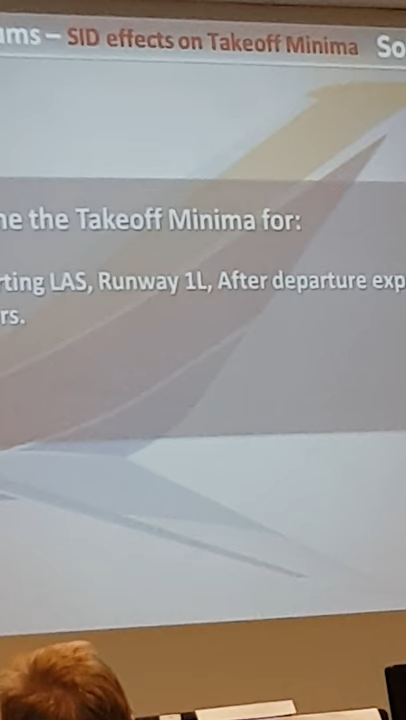 ums – SID effects on Takeoff Minima So
ne the Takeoff Minima for:
rting LAS, Runway 1L, After departure exp
rs.